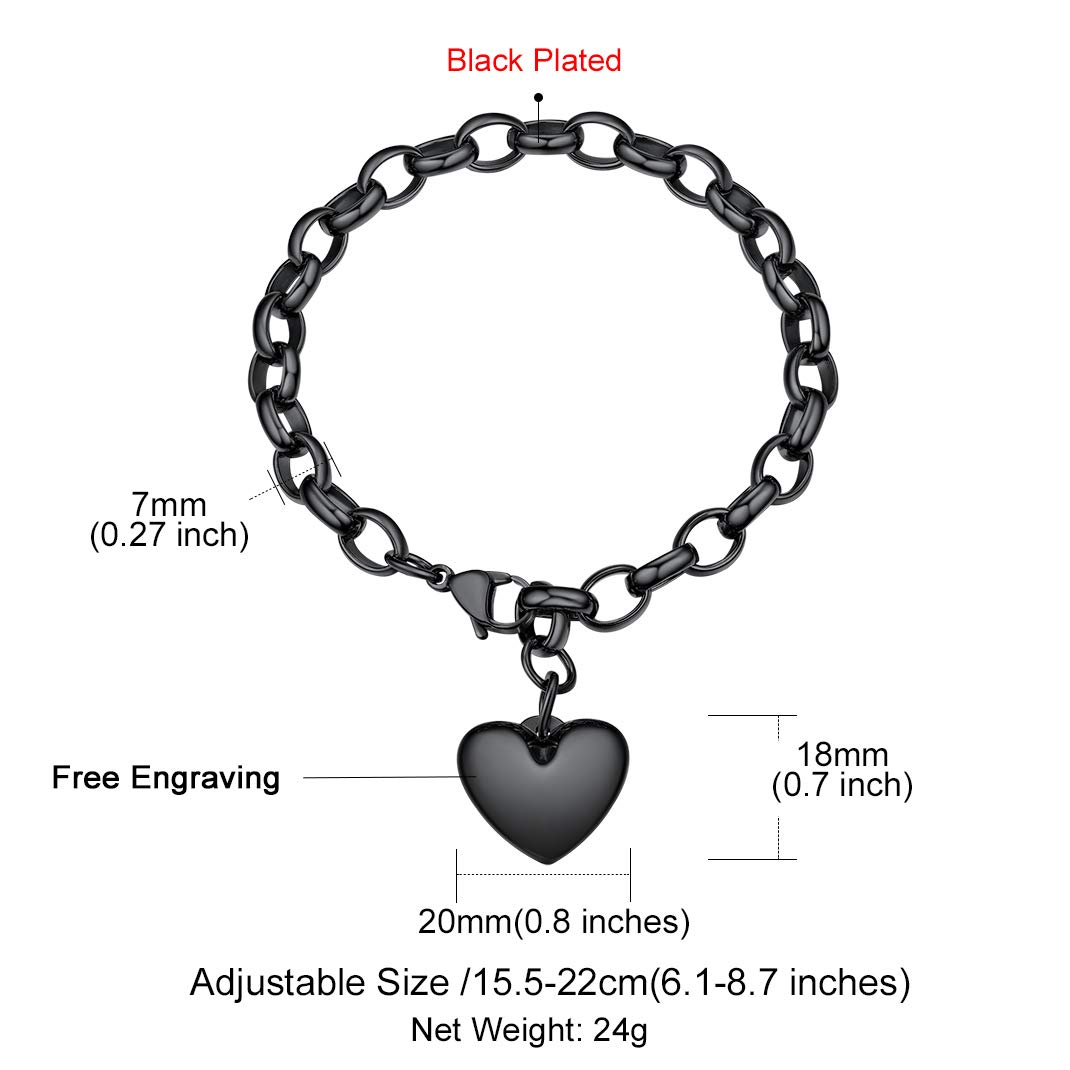 Black Plated
7mm
(0.27 inch)
Free Engraving
18mm
(0.7 inch)
20mm(0.8 inches)
Adjustable Size /15.5-22cm(6.1-8.7 inches)
Net Weight: 24g